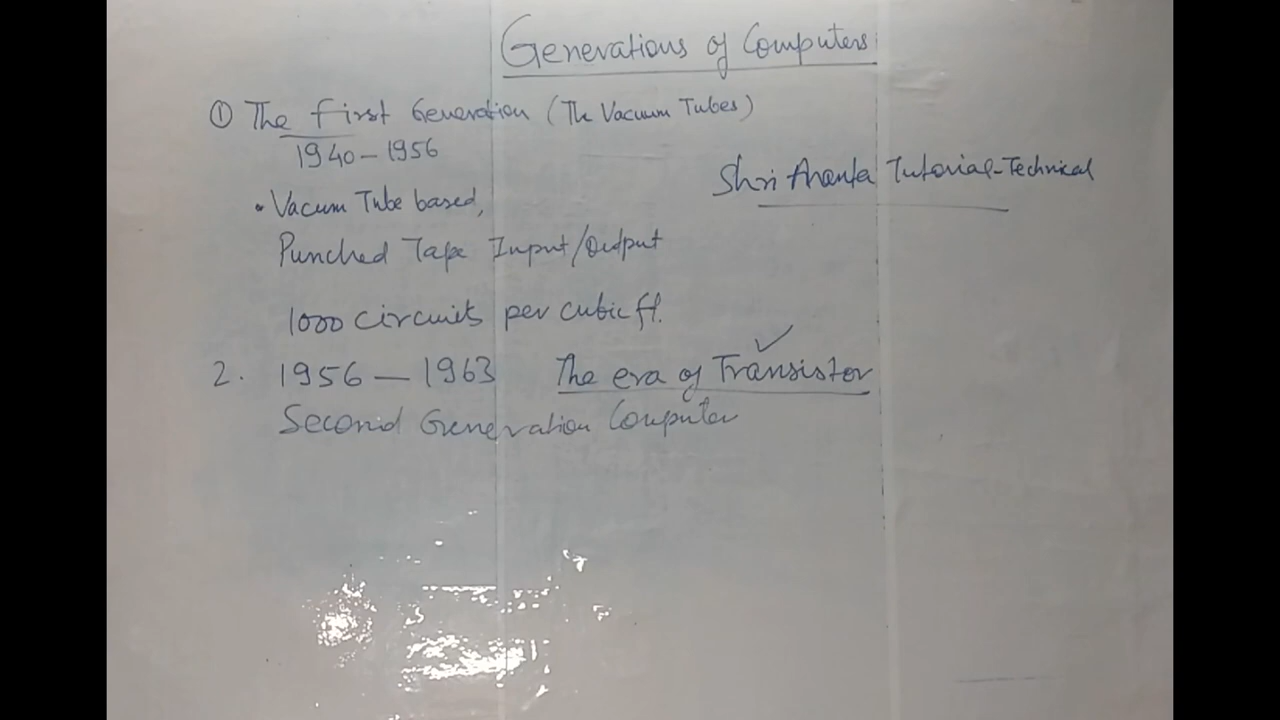 Generations of Computers
① The first Generation (The Vacuum Tubes)
1940 - 1956
Shri Ananta Tutorial-Technical
• Vacum Tube based,
Punched Tape Input/Output
1000 circuits per cubic ft.
2. 1956 - 1963 The era of Transistor
Second Generation Computer